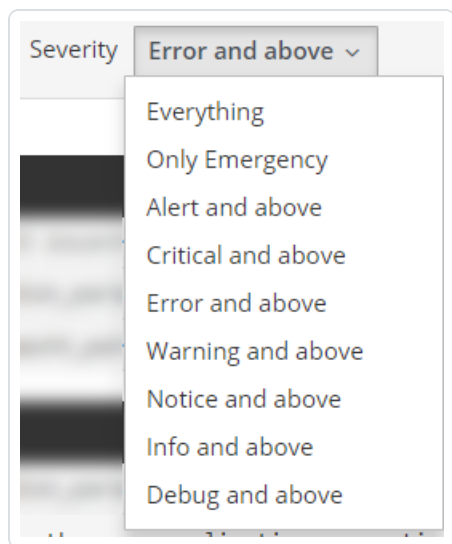 Severity
Error and above
Everything
Only Emergency
Alert and above
Critical and above
Error and above
Warning and above
Notice and above
Info and above
Debug and above